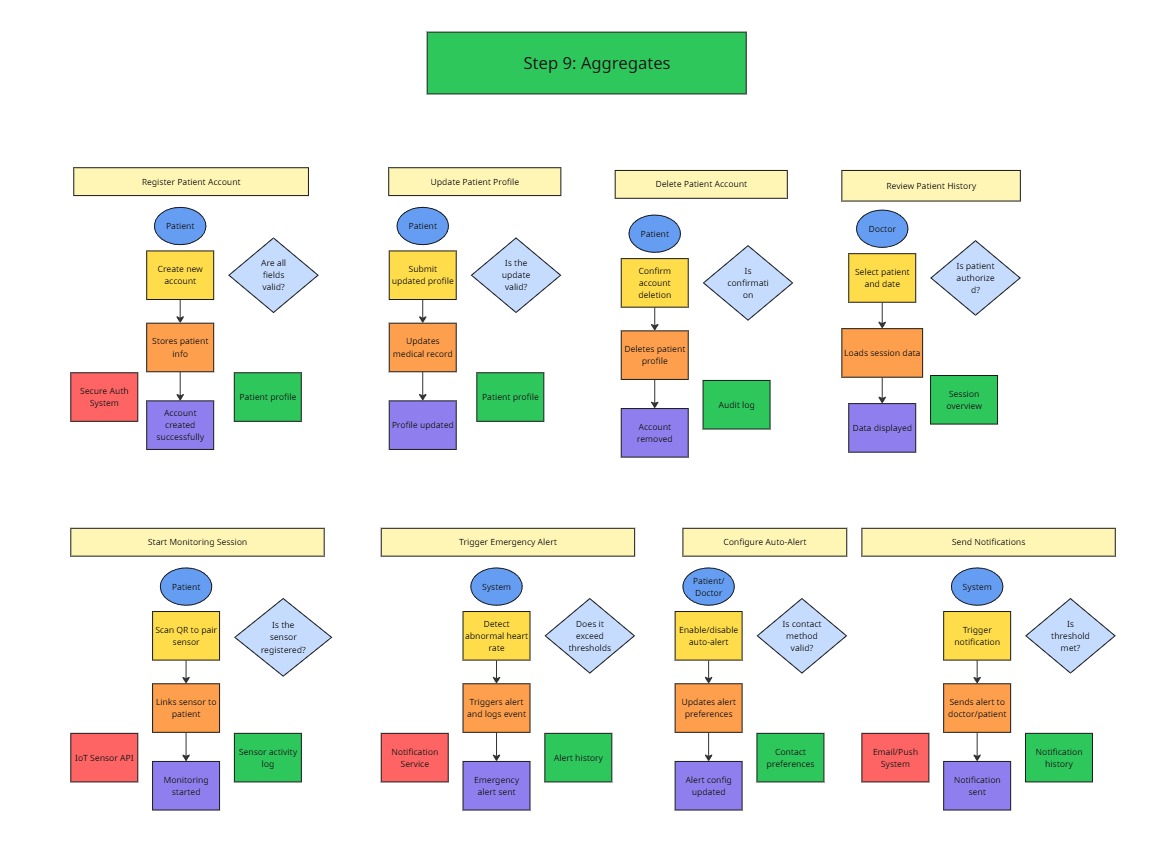 Step 9: Aggregates
Register Patient Account
Patient
Create new
account
Are all
fields
valid?
Stores patient
info
Secure Auth
System
Account
created
successfully
Patient profile
Update Patient Profile
Patient
Submit
updated profile
Is the
update
valid?
Updates
medical record
Profile updated
Patient profile
Delete Patient Account
Patient
Confirm
account
deletion
Is
confirmati
on
Deletes patient
profile
Audit log
Account
removed
Review Patient History
Doctor
Select patient
and date
Is patient
authorize
d?
Loads session data
Session
overview
Data displayed
Start Monitoring Session
Patient
Scan QR to pair
sensor
Is the
sensor
registered?
Links sensor to
patient
IoT Sensor API
Monitoring
started
Sensor activity
log
Trigger Emergency Alert
System
Detect
abnormal heart
rate
Does it
exceed
thresholds
Triggers alert
and logs event
Notification
Service
Emergency
alert sent
Alert history
Configure Auto-Alert
Patient/
Doctor
Enable/disable
auto-alert
Is contact
method
valid?
Updates alert
preferences
Alert config
updated
Contact
preferences
Send Notifications
System
Trigger
notification
Is
threshold
met?
Sends alert to
doctor/patient
Email/Push
System
Notification
sent
Notification
history